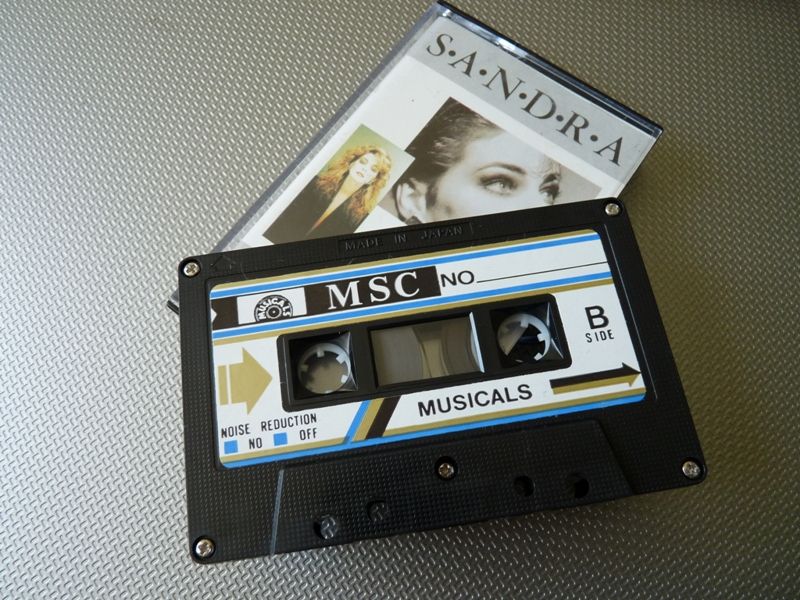 S·A·N·D·R·A
MADE IN JAPAN
MUSICALS
MSC
NO
B
SIDE
MUSICALS
NOISE REDUCTION
NO OFF